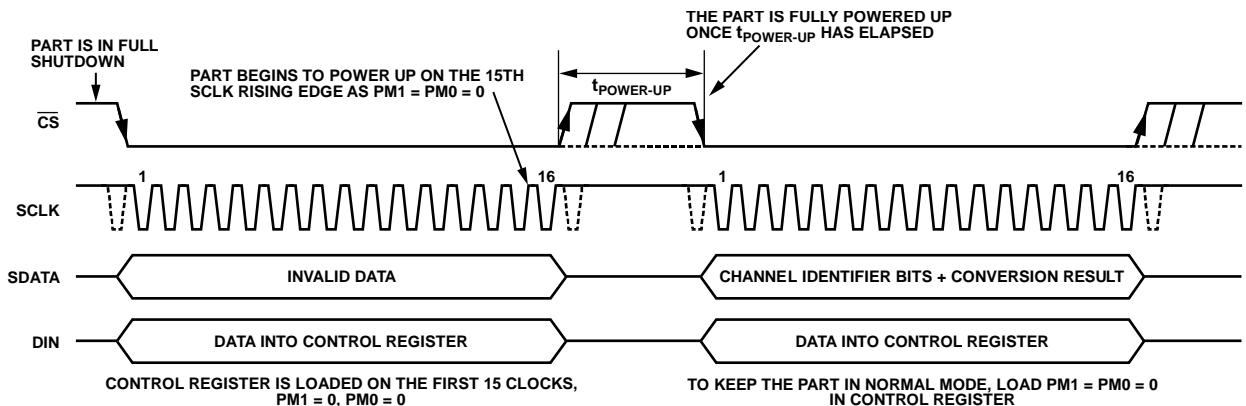 THE PART IS FULLY POWERED UP
ONCE tPOWER-UP HAS ELAPSED
PART IS IN FULL
SHUTDOWN
PART BEGINS TO POWER UP ON THE 15TH
SCLK RISING EDGE AS PM1 = PM0 = 0
tPOWER-UP
CS
1 16 1 16
SCLK
SDATA INVALID DATA CHANNEL IDENTIFIER BITS + CONVERSION RESULT
DIN DATA INTO CONTROL REGISTER DATA INTO CONTROL REGISTER
CONTROL REGISTER IS LOADED ON THE FIRST 15 CLOCKS,
PM1 = 0, PM0 = 0
TO KEEP THE PART IN NORMAL MODE, LOAD PM1 = PM0 = 0
IN CONTROL REGISTER